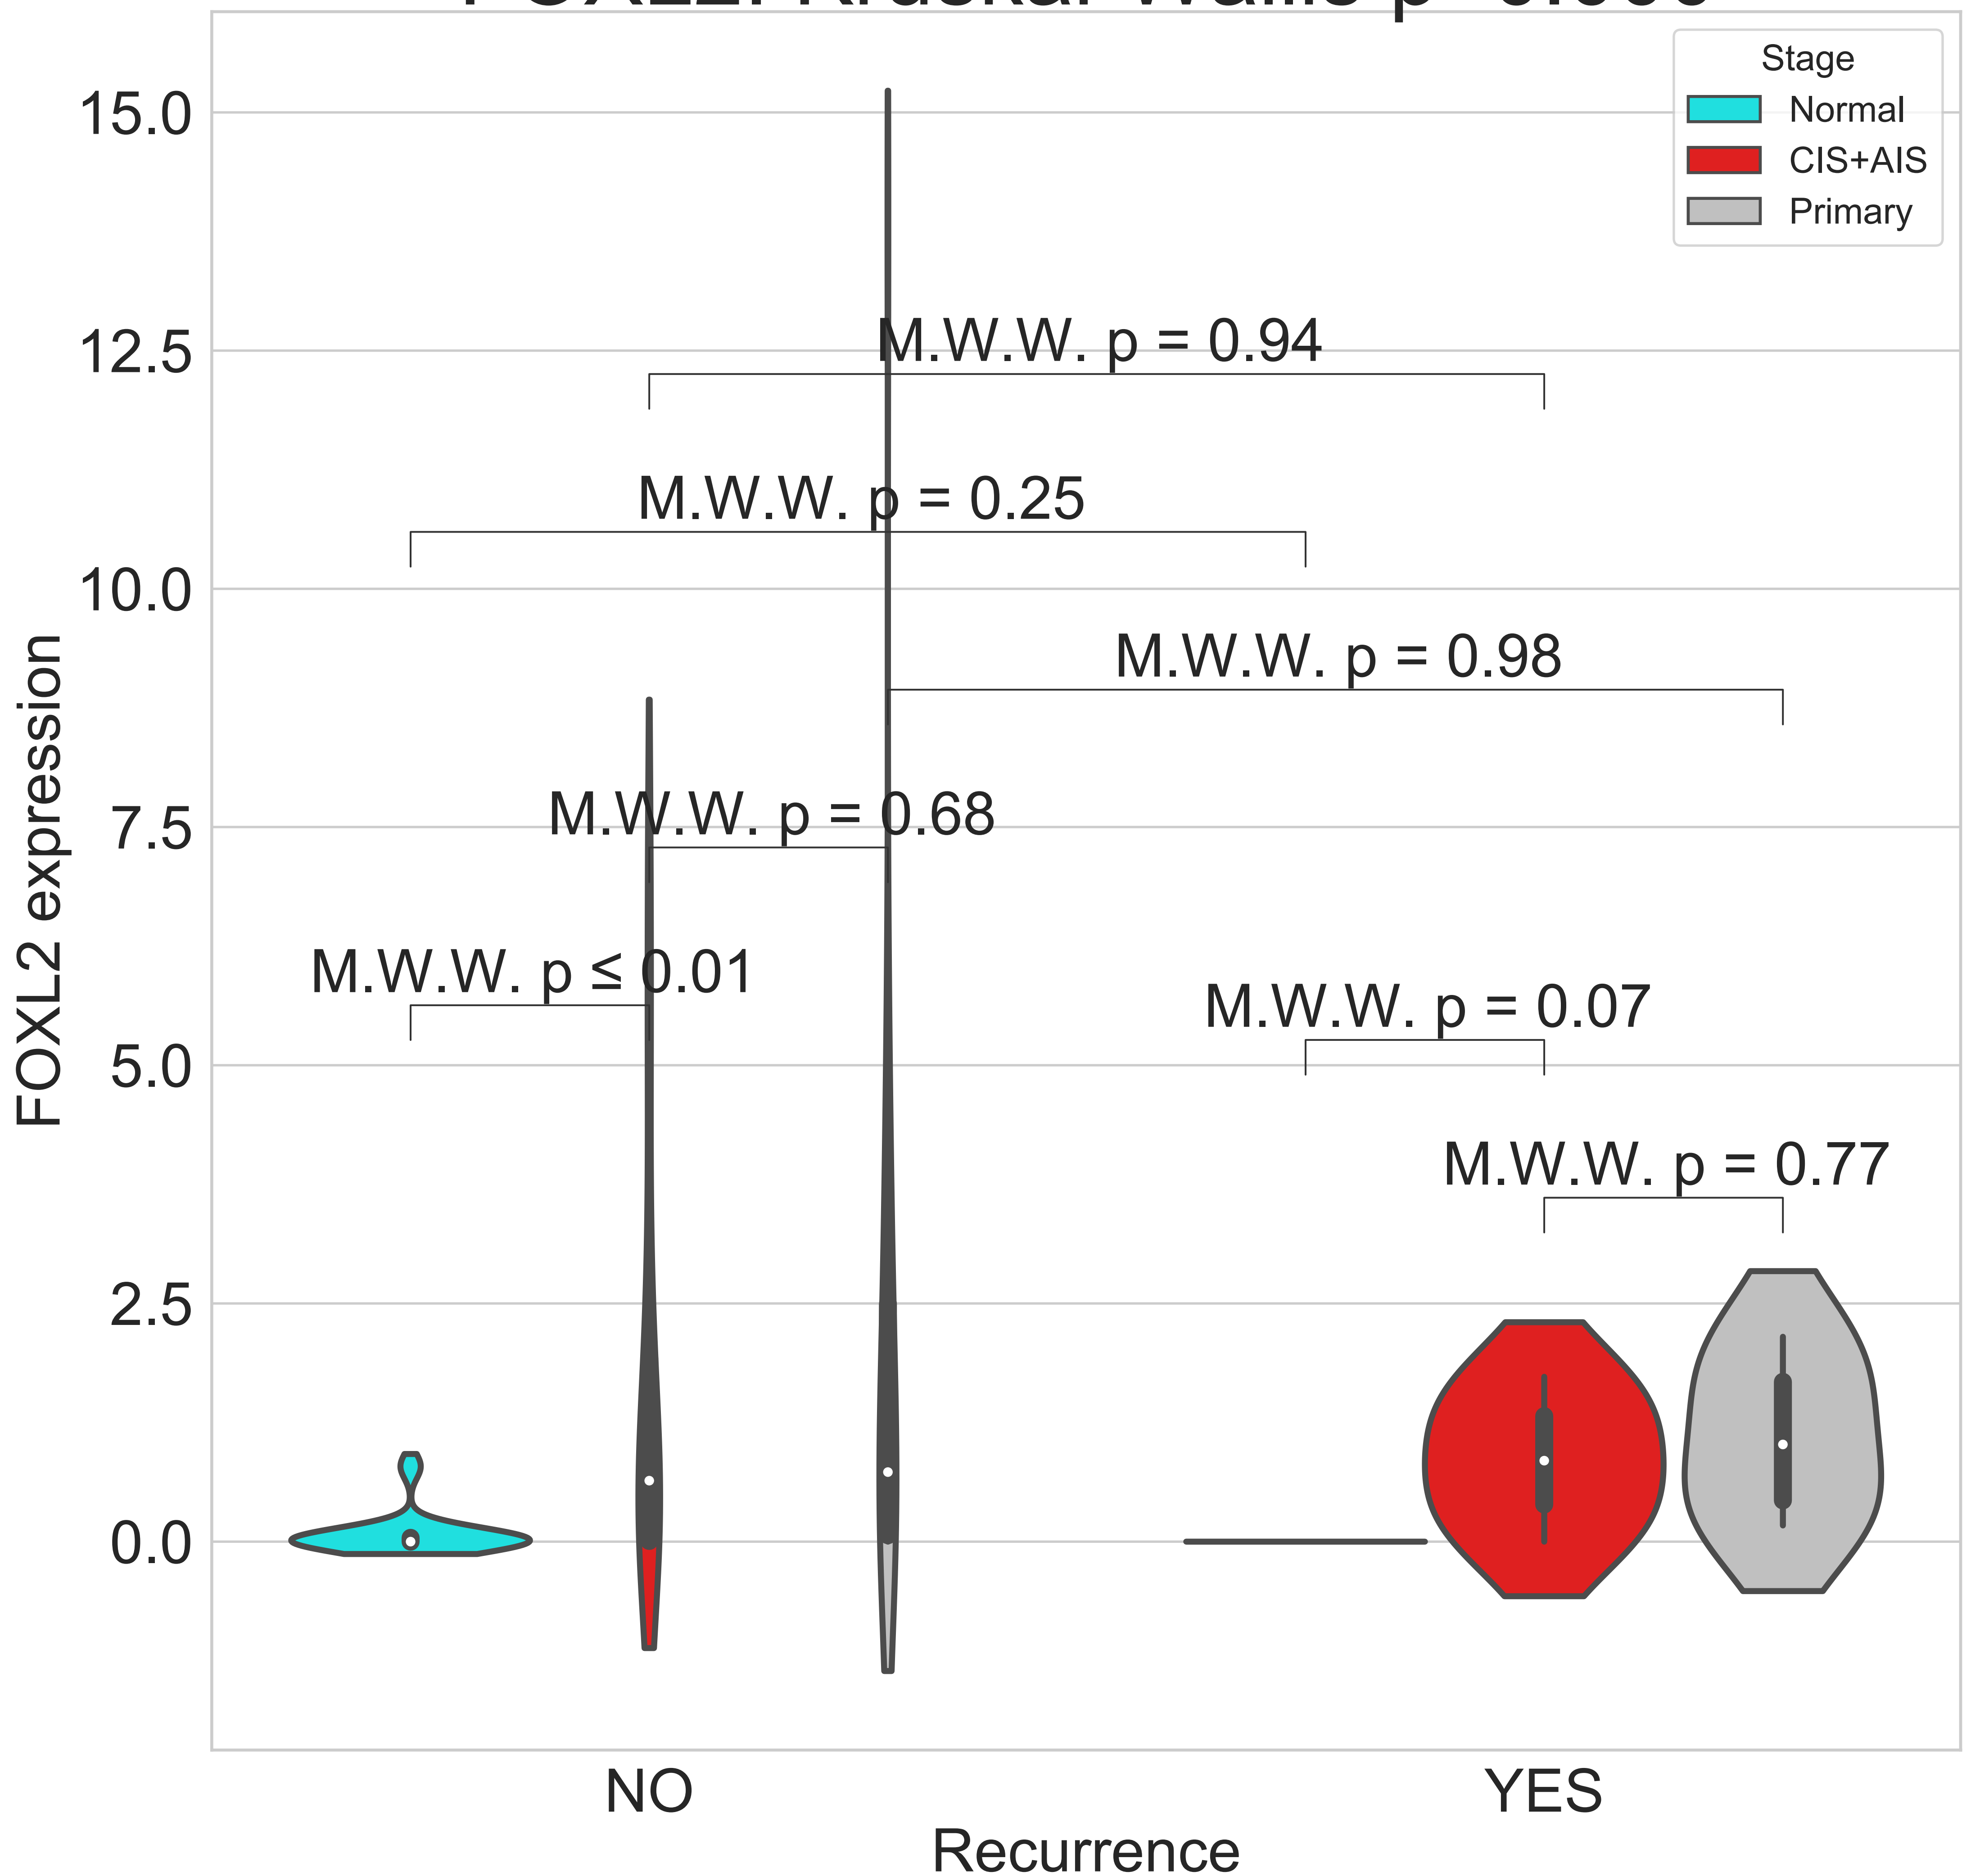 Stage
Normal
CIS+AIS
Primary
15.0
12.5
10.0
7.5
5.0
2.5
0.0
FOXL2 expression
M.W.W. p = 0.94
M.W.W. p = 0.25
M.W.W. p = 0.98
M.W.W. p = 0.68
M.W.W. p ≤ 0.01
M.W.W. p = 0.07
M.W.W. p = 0.77
NO
YES
Recurrence